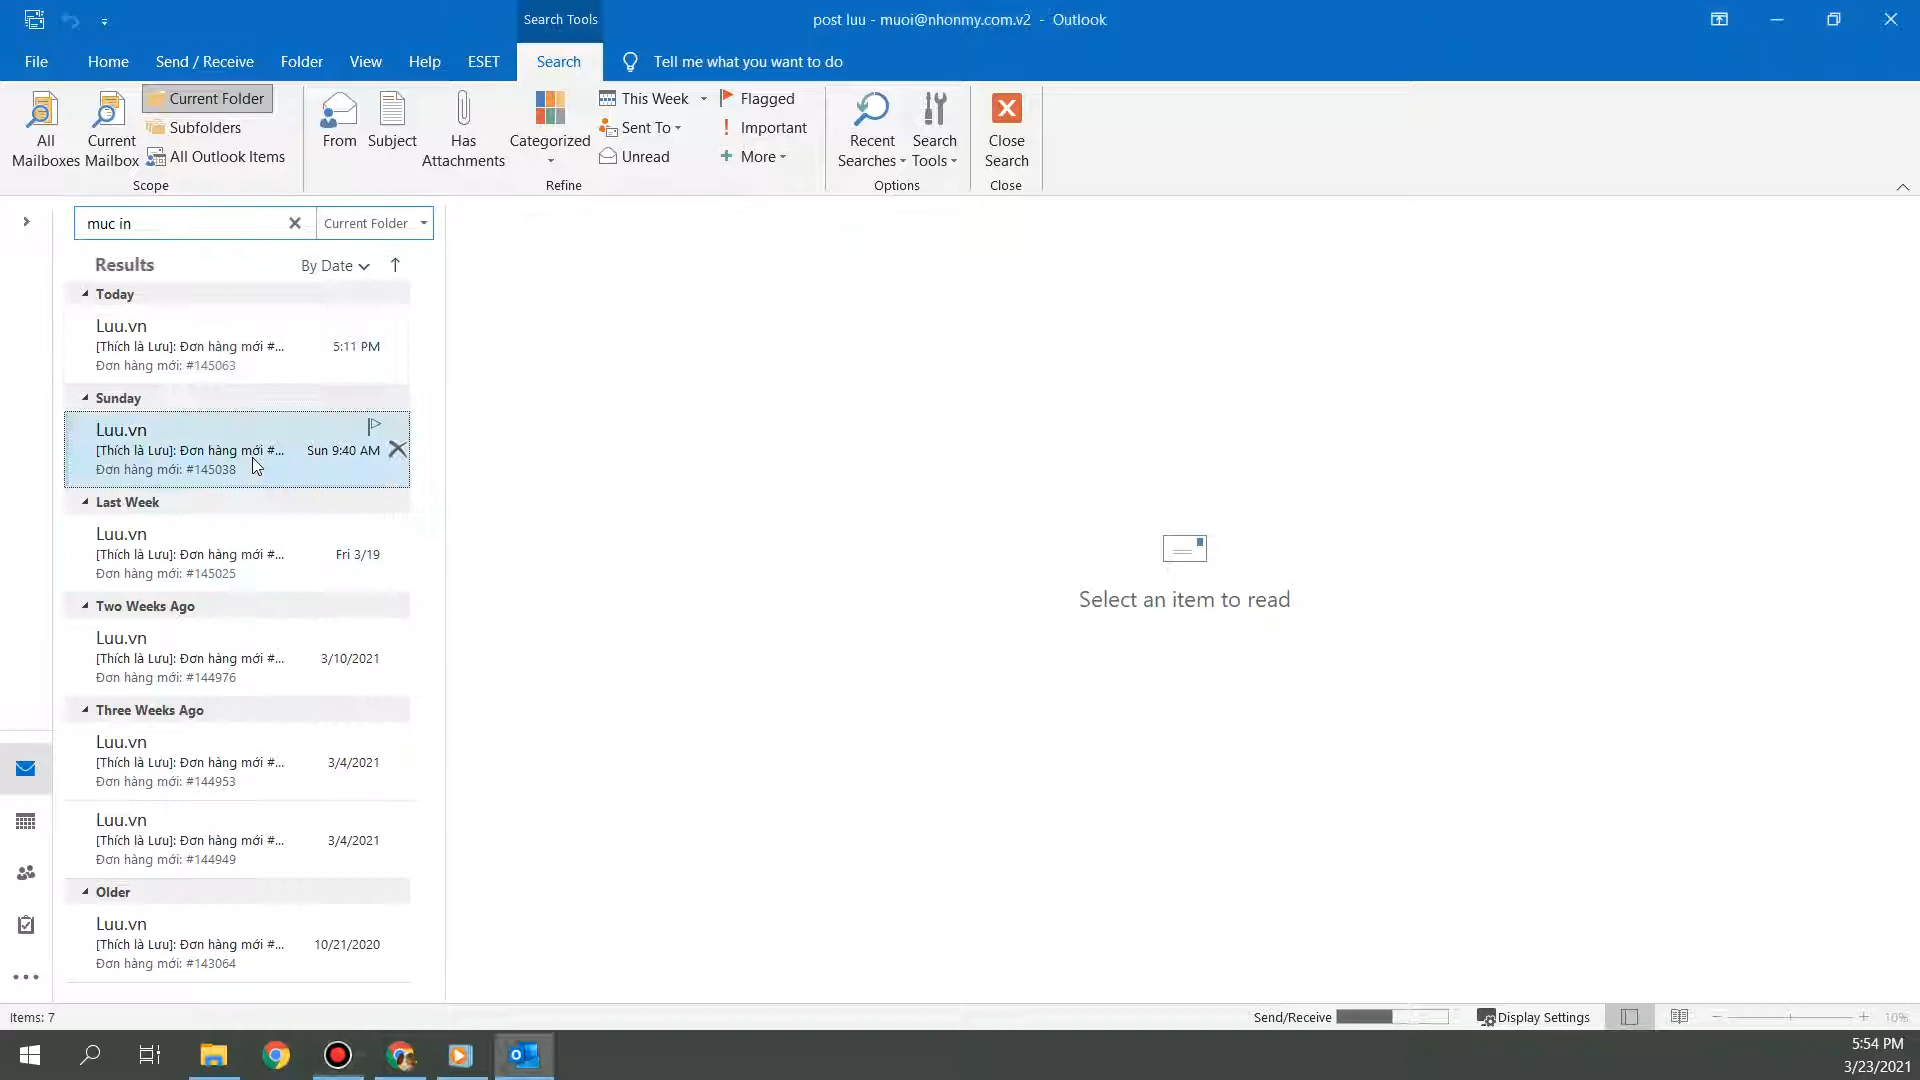 Search Tools
post luu - muoi@nhonmy.com.v2 - Outlook
File Home Send / Receive Folder View Help ESET Search Tell me what you want to do
All Mailboxes
Current Mailbox
Current Folder
Subfolders
All Outlook Items
Scope
From
Subject
Has Attachments
Categorized
This Week
Sent To
Unread
Flagged
Important
More
Refine
Recent Searches
Search Tools
Options
Close Search
Close
muc in
Current Folder
Results By Date
Today
Luu.vn
[Thích là Lưu]: Đơn hàng mới #... 5:11 PM
Đơn hàng mới: #145063
Sunday
Luu.vn
[Thích là Lưu]: Đơn hàng mới #... Sun 9:40 AM
Đơn hàng mới: #145038
Last Week
Luu.vn
[Thích là Lưu]: Đơn hàng mới #... Fri 3/19
Đơn hàng mới: #145025
Two Weeks Ago
Luu.vn
[Thích là Lưu]: Đơn hàng mới #... 3/10/2021
Đơn hàng mới: #144976
Three Weeks Ago
Luu.vn
[Thích là Lưu]: Đơn hàng mới #... 3/4/2021
Đơn hàng mới: #144953
Luu.vn
[Thích là Lưu]: Đơn hàng mới #... 3/4/2021
Đơn hàng mới: #144949
Older
Luu.vn
[Thích là Lưu]: Đơn hàng mới #... 10/21/2020
Đơn hàng mới: #143064
Select an item to read
Items: 7
Send/Receive
Display Settings
10%
5:54 PM
3/23/2021